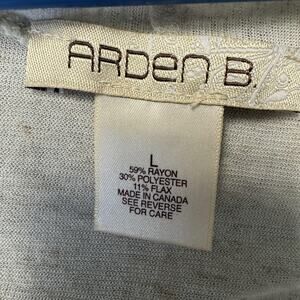 ARDEN B.
L
59% RAYON
30% POLYESTER
11% FLAX
MADE IN CANADA
SEE REVERSE
FOR CARE